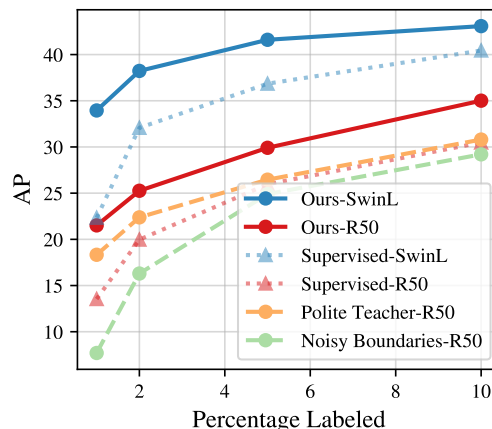 40
35
30
25
20
15
10
AP
Ours-SwinL
Ours-R50
Supervised-SwinL
Supervised-R50
Polite Teacher-R50
Noisy Boundaries-R50
2 4 6 8 10
Percentage Labeled